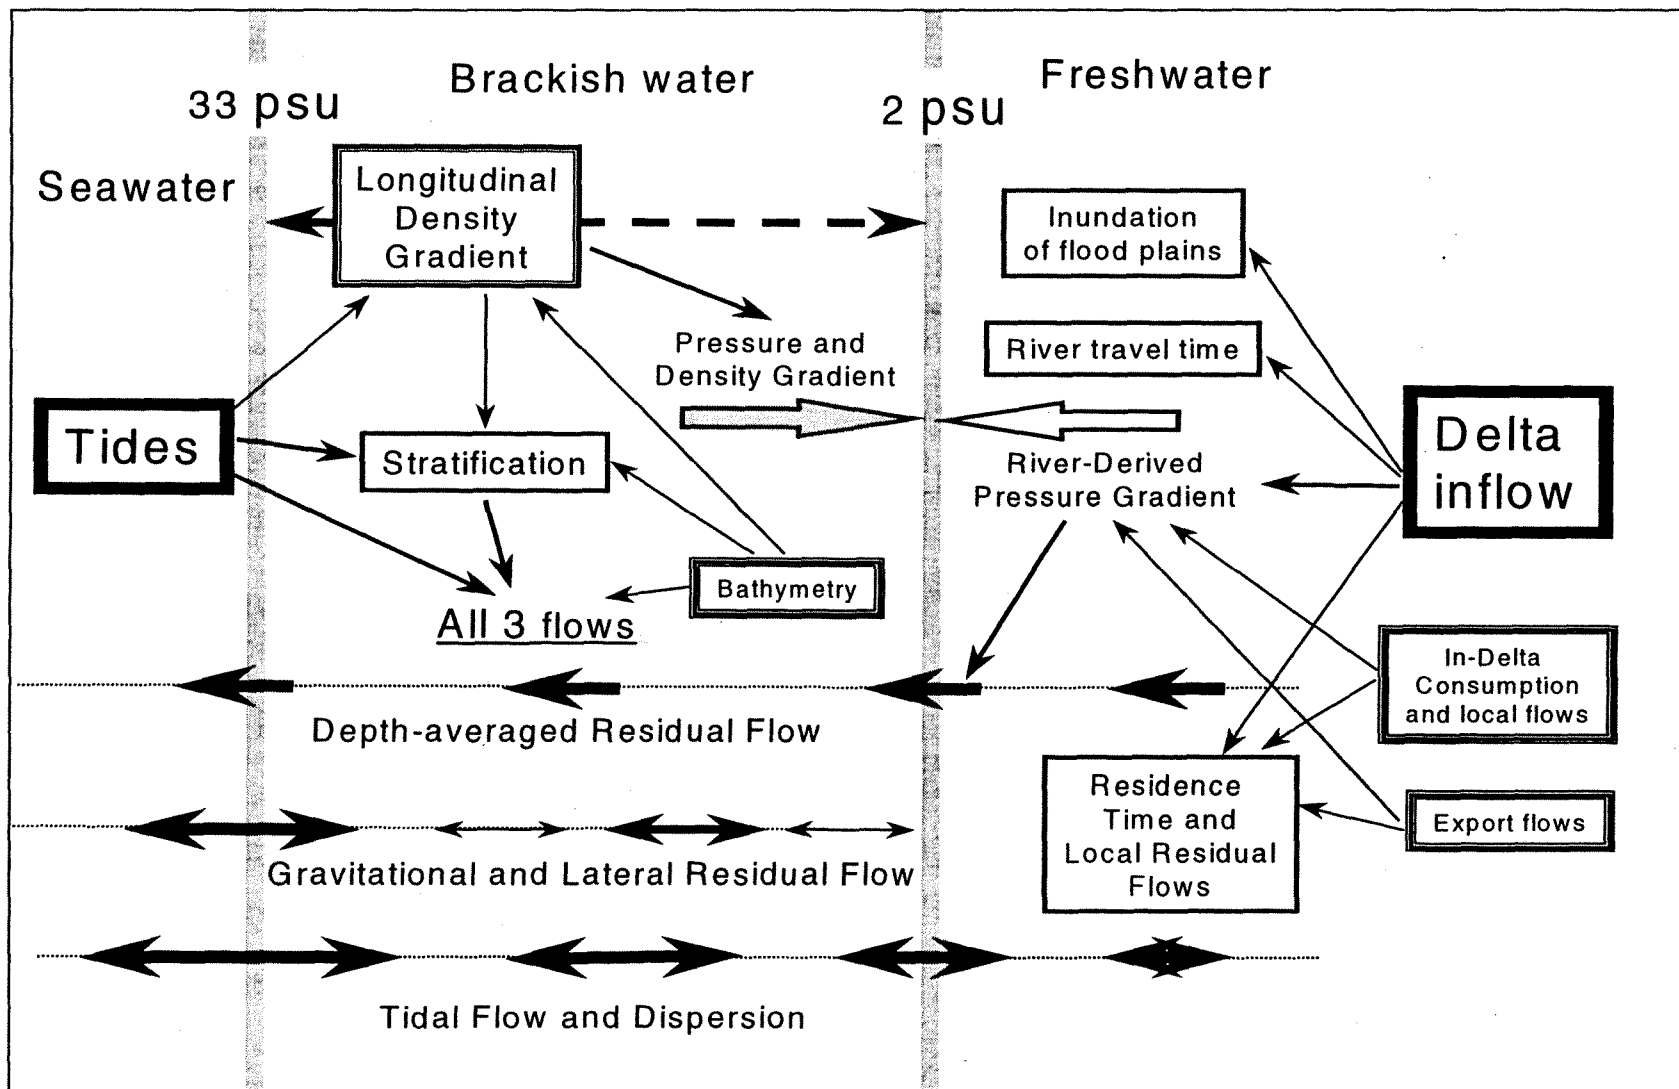 Brackish water
Freshwater
33 psu
2 psu
Seawater
Longitudinal
Density
Gradient
Inundation
of flood plains
Pressure and
Density Gradient
River travel time
Tides
Stratification
Delta
inflow
River-Derived
Pressure Gradient
Bathymetry
All 3 flows
In-Delta
Consumption
and local flows
Depth-averaged Residual Flow
Residence
Time and
Local Residual
Flows
Export flows
Gravitational and Lateral Residual Flow
Tidal Flow and Dispersion